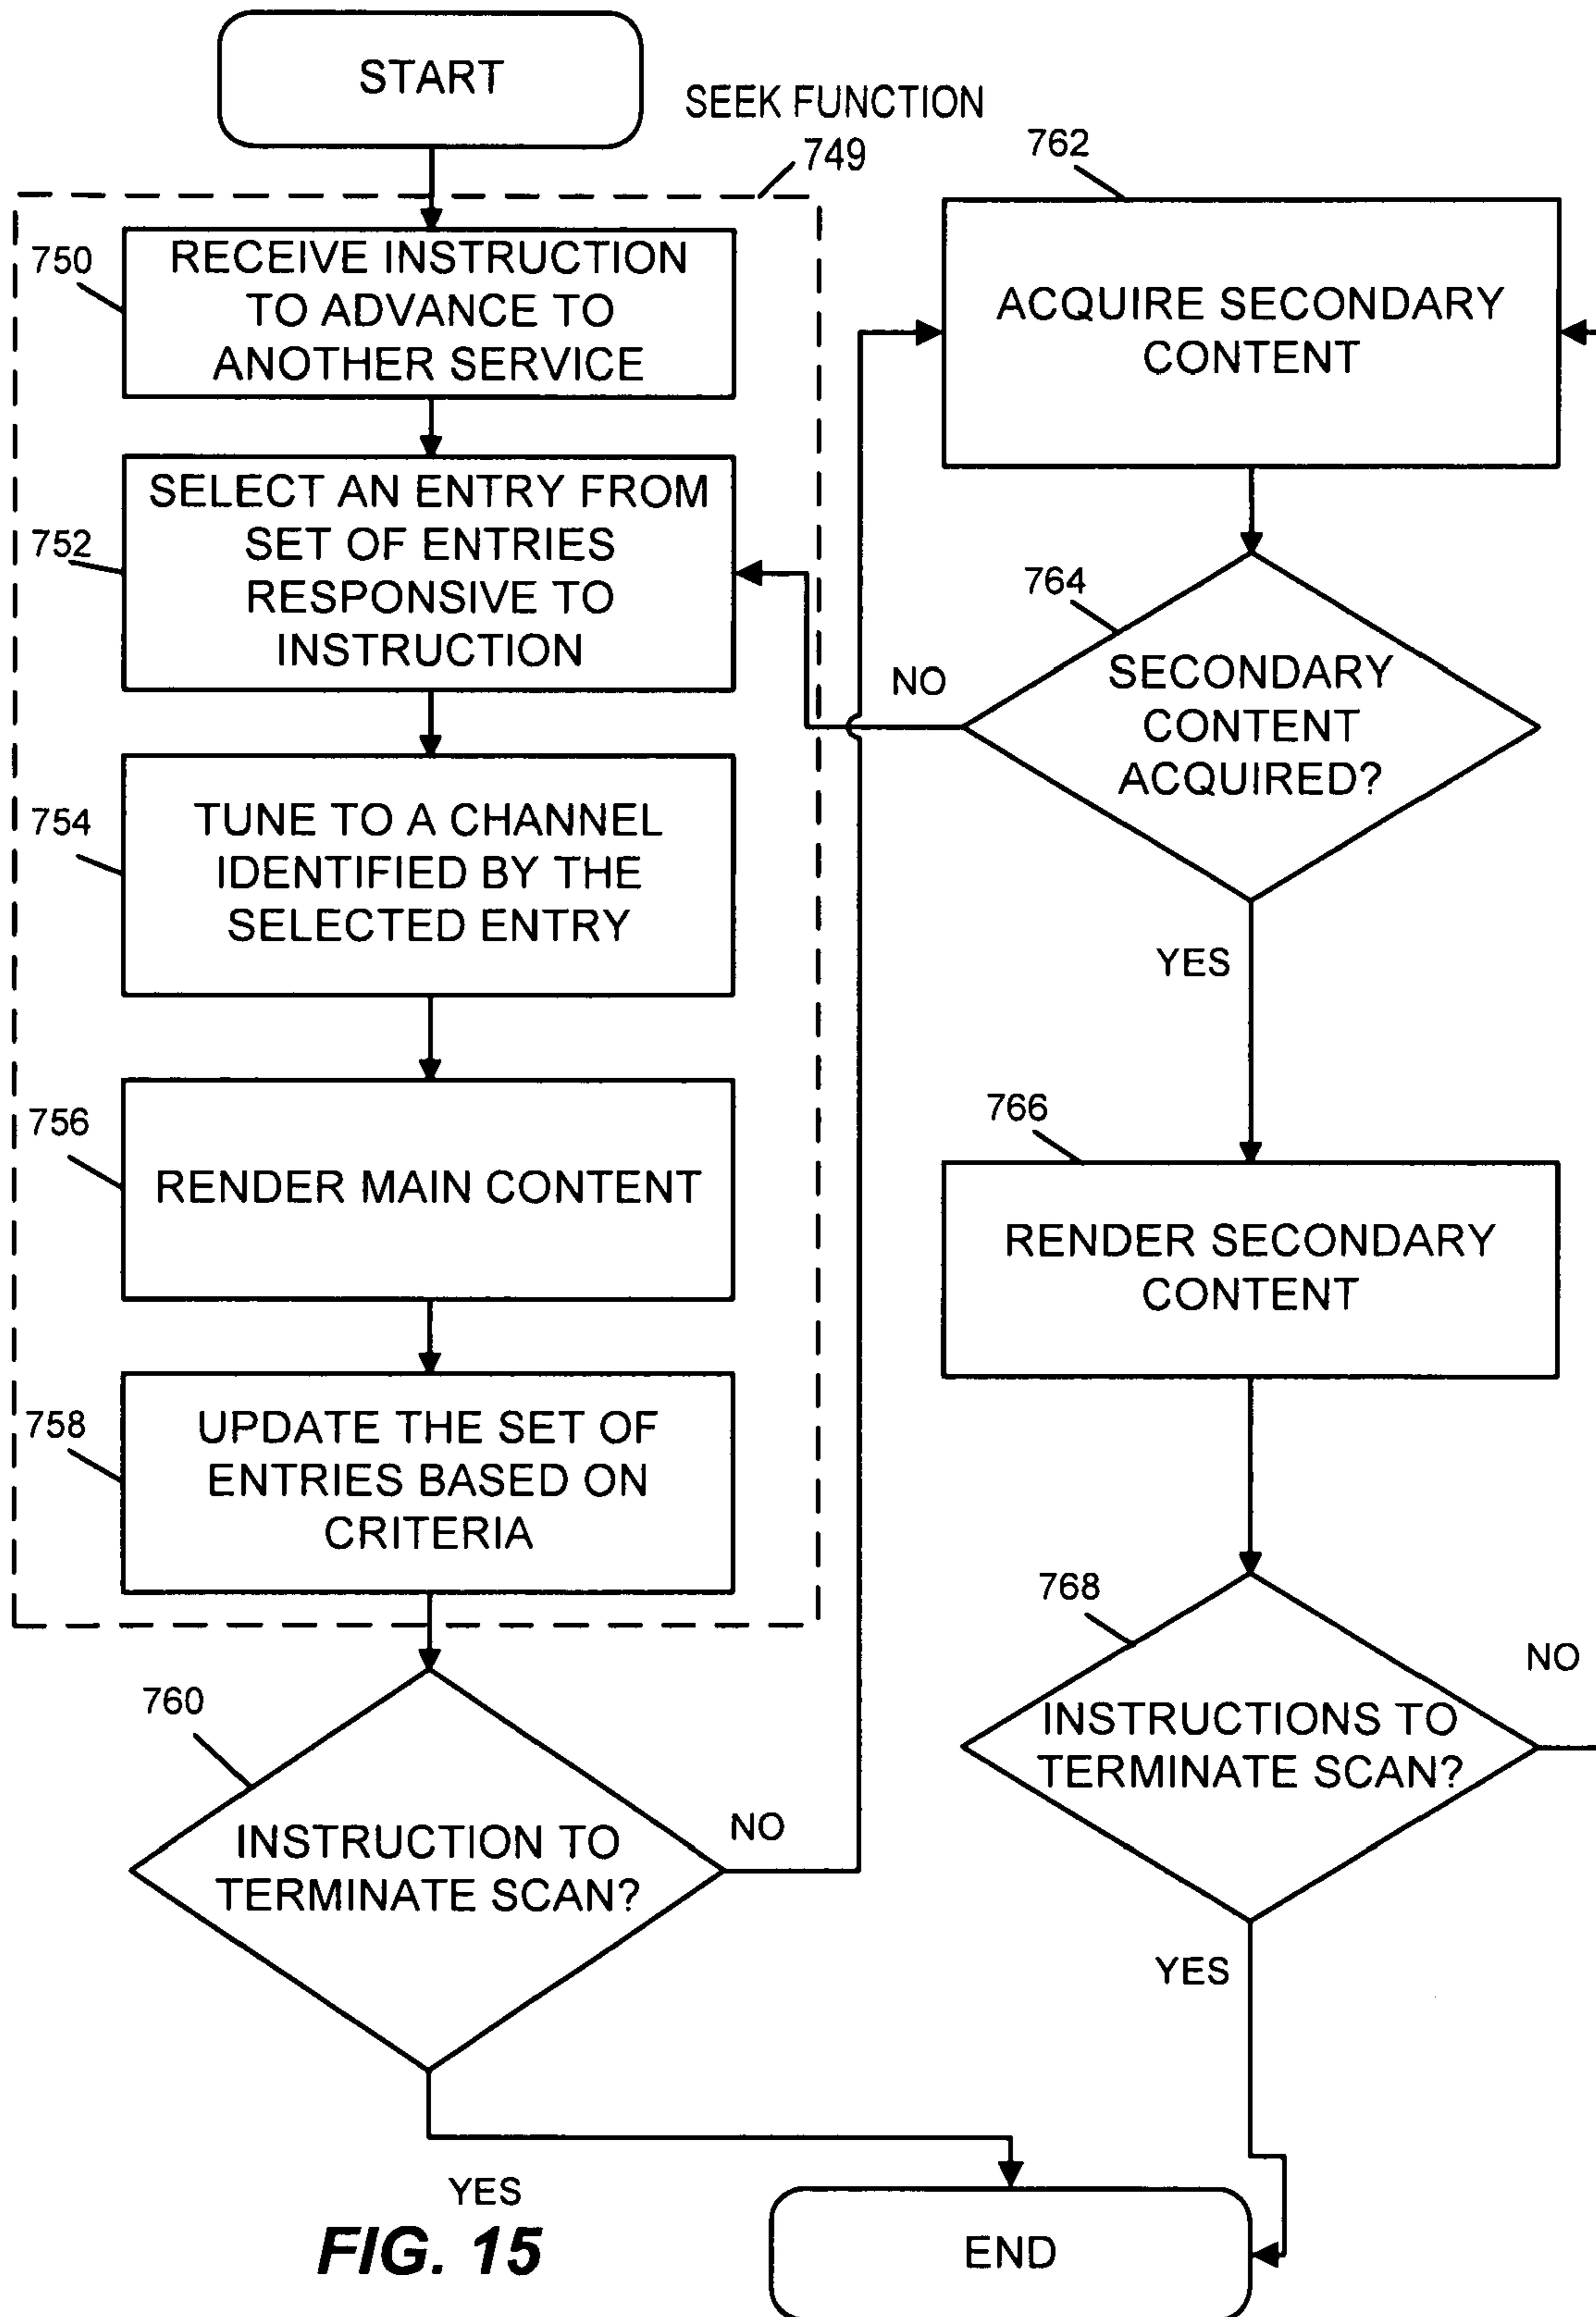 START
SEEK FUNCTION
749
750
RECEIVE INSTRUCTION
TO ADVANCE TO
ANOTHER SERVICE
752
SELECT AN ENTRY FROM
SET OF ENTRIES
RESPONSIVE TO
INSTRUCTION
754
TUNE TO A CHANNEL
IDENTIFIED BY THE
SELECTED ENTRY
756
RENDER MAIN CONTENT
758
UPDATE THE SET OF
ENTRIES BASED ON
CRITERIA
760
INSTRUCTION TO
TERMINATE SCAN?
NO
YES
762
ACQUIRE SECONDARY
CONTENT
764
SECONDARY
CONTENT
ACQUIRED?
NO
YES
766
RENDER SECONDARY
CONTENT
768
INSTRUCTIONS TO
TERMINATE SCAN?
NO
YES
END
FIG. 15